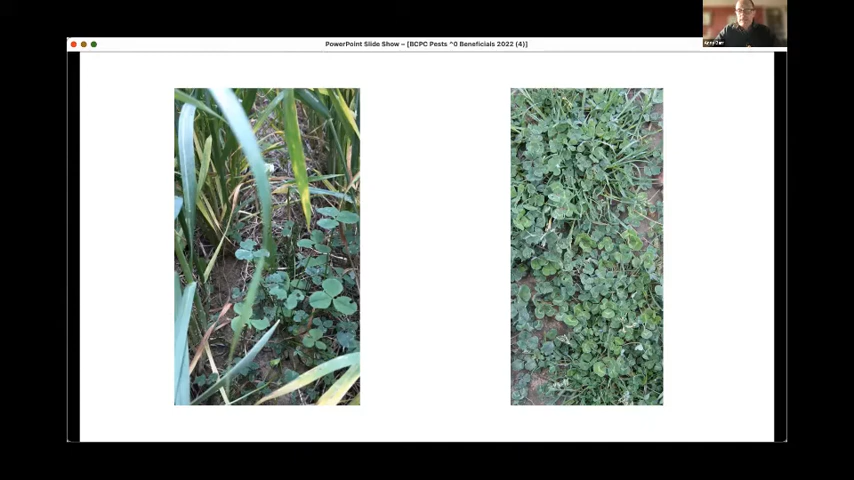 PowerPoint Slide Show – [BCPC Pests ^0 Beneficials 2022 (4)]